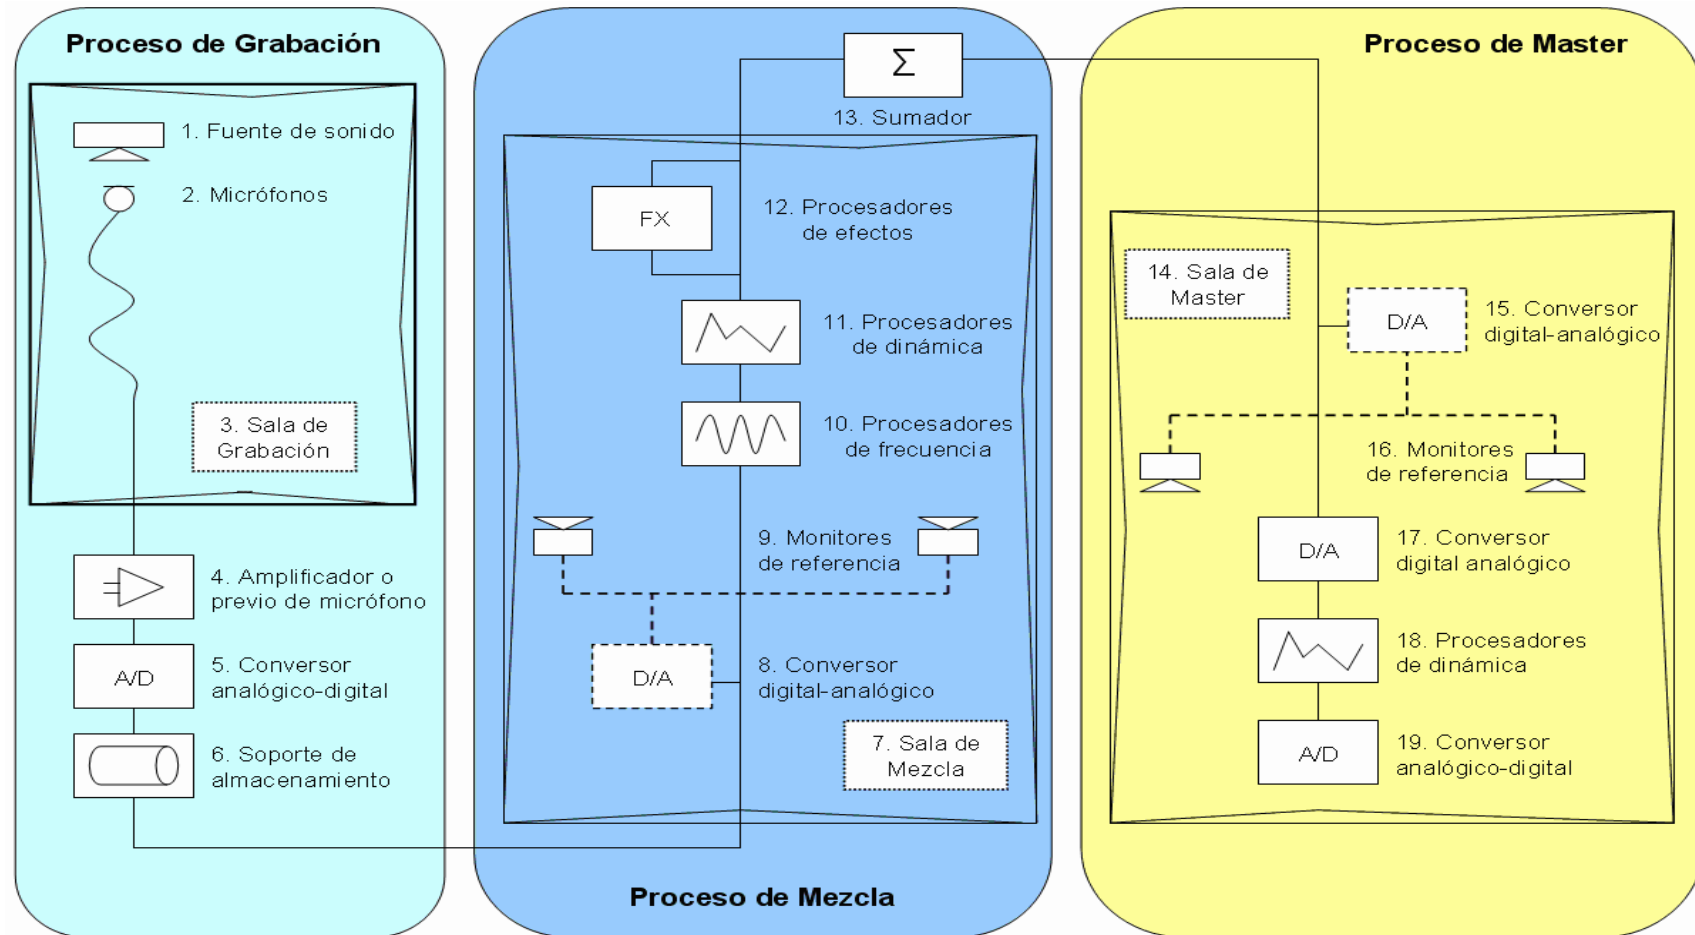 Proceso de Grabación
1. Fuente de sonido
2. Micrófonos
3. Sala de
Grabación
4. Amplificador o
previo de micrófono
A/D
5. Conversor
analógico-digital
6. Soporte de
almacenamiento
Σ
13. Sumador
FX
12. Procesadores
de efectos
11. Procesadores
de dinámica
10. Procesadores
de frecuencia
9. Monitores
de referencia
D/A
8. Conversor
digital-analógico
7. Sala de
Mezcla
Proceso de Mezcla
Proceso de Master
14. Sala de
Master
D/A
15. Conversor
digital-analógico
16. Monitores
de referencia
D/A
17. Conversor
digital analógico
18. Procesadores
de dinámica
A/D
19. Conversor
analógico-digital